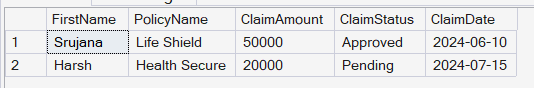 FirstName PolicyName ClaimAmount ClaimStatus ClaimDate
1 Srujana Life Shield 50000 Approved 2024-06-10
2 Harsh Health Secure 20000 Pending 2024-07-15